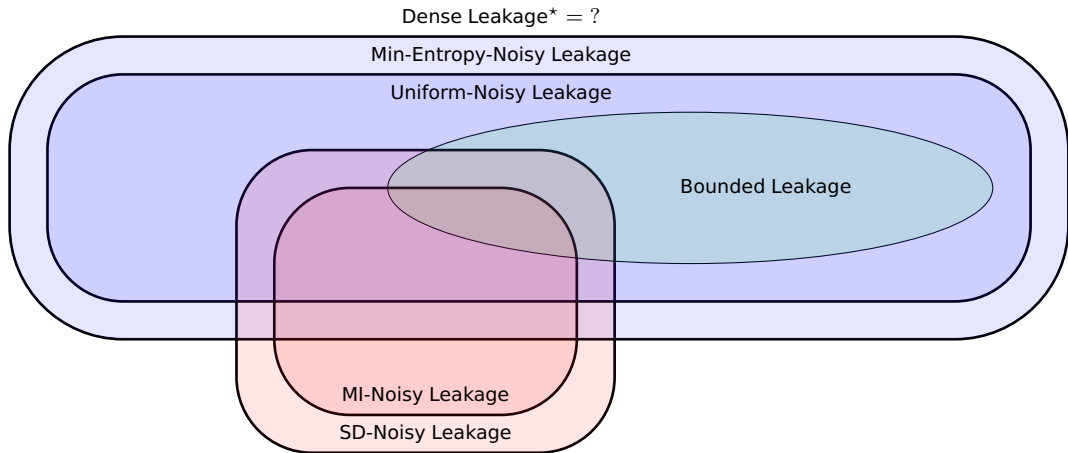 Dense Leakage⋆ = ?
Min-Entropy-Noisy Leakage
Uniform-Noisy Leakage
Bounded Leakage
MI-Noisy Leakage
SD-Noisy Leakage